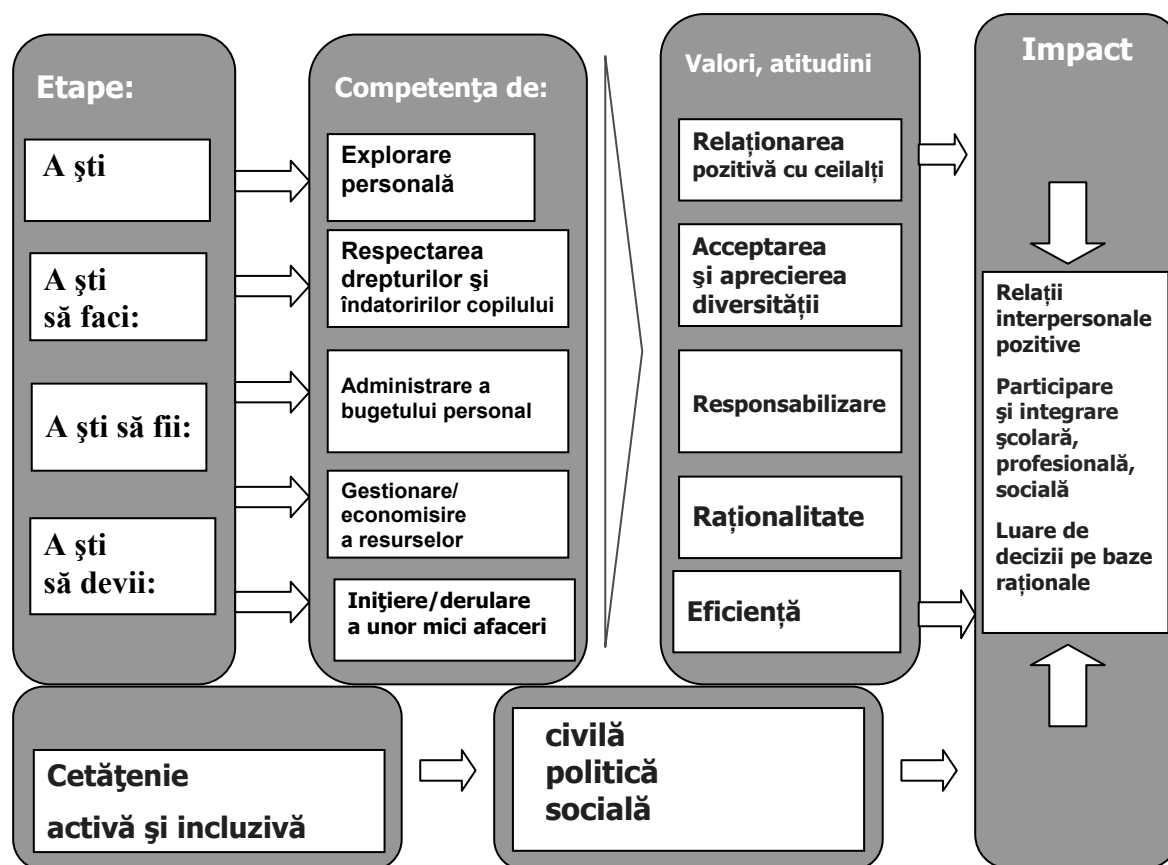 Etape:
A şti
A şti
să faci:
A şti să fii:
A şti
să devii:
Competenţa de:
Explorare
personală
Respectarea
drepturilor şi
îndatoririlor copilului
Administrare a
bugetului personal
Gestionare/
economisire
a resurselor
Iniţiere/derulare
a unor mici afaceri
Valori, atitudini
Relaționarea
pozitivă cu ceilalți
Acceptarea
şi aprecierea
diversității
Responsabilizare
Raționalitate
Eficiență
Impact
Relații
interpersonale
pozitive
Participare
şi integrare
şcolară,
profesională,
socială
Luare de
decizii pe baze
raționale
Cetăţenie
activă şi incluzivă
civilă
politică
socială